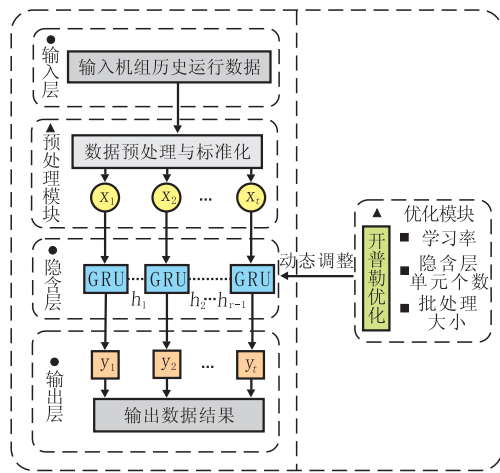 ● 输入层
输入机组历史运行数据
▲ 预处理模块
数据预处理与标准化
x1 x2 ... xt
● 隐含层
GRU GRU GRU
h1 h2...hr-1
动态调整
▲ 优化模块
开普勒优化
■ 学习率
■ 隐含层
单元个数
■ 批处理
大小
● 输出层
y1 y2 ... yt
输出数据结果